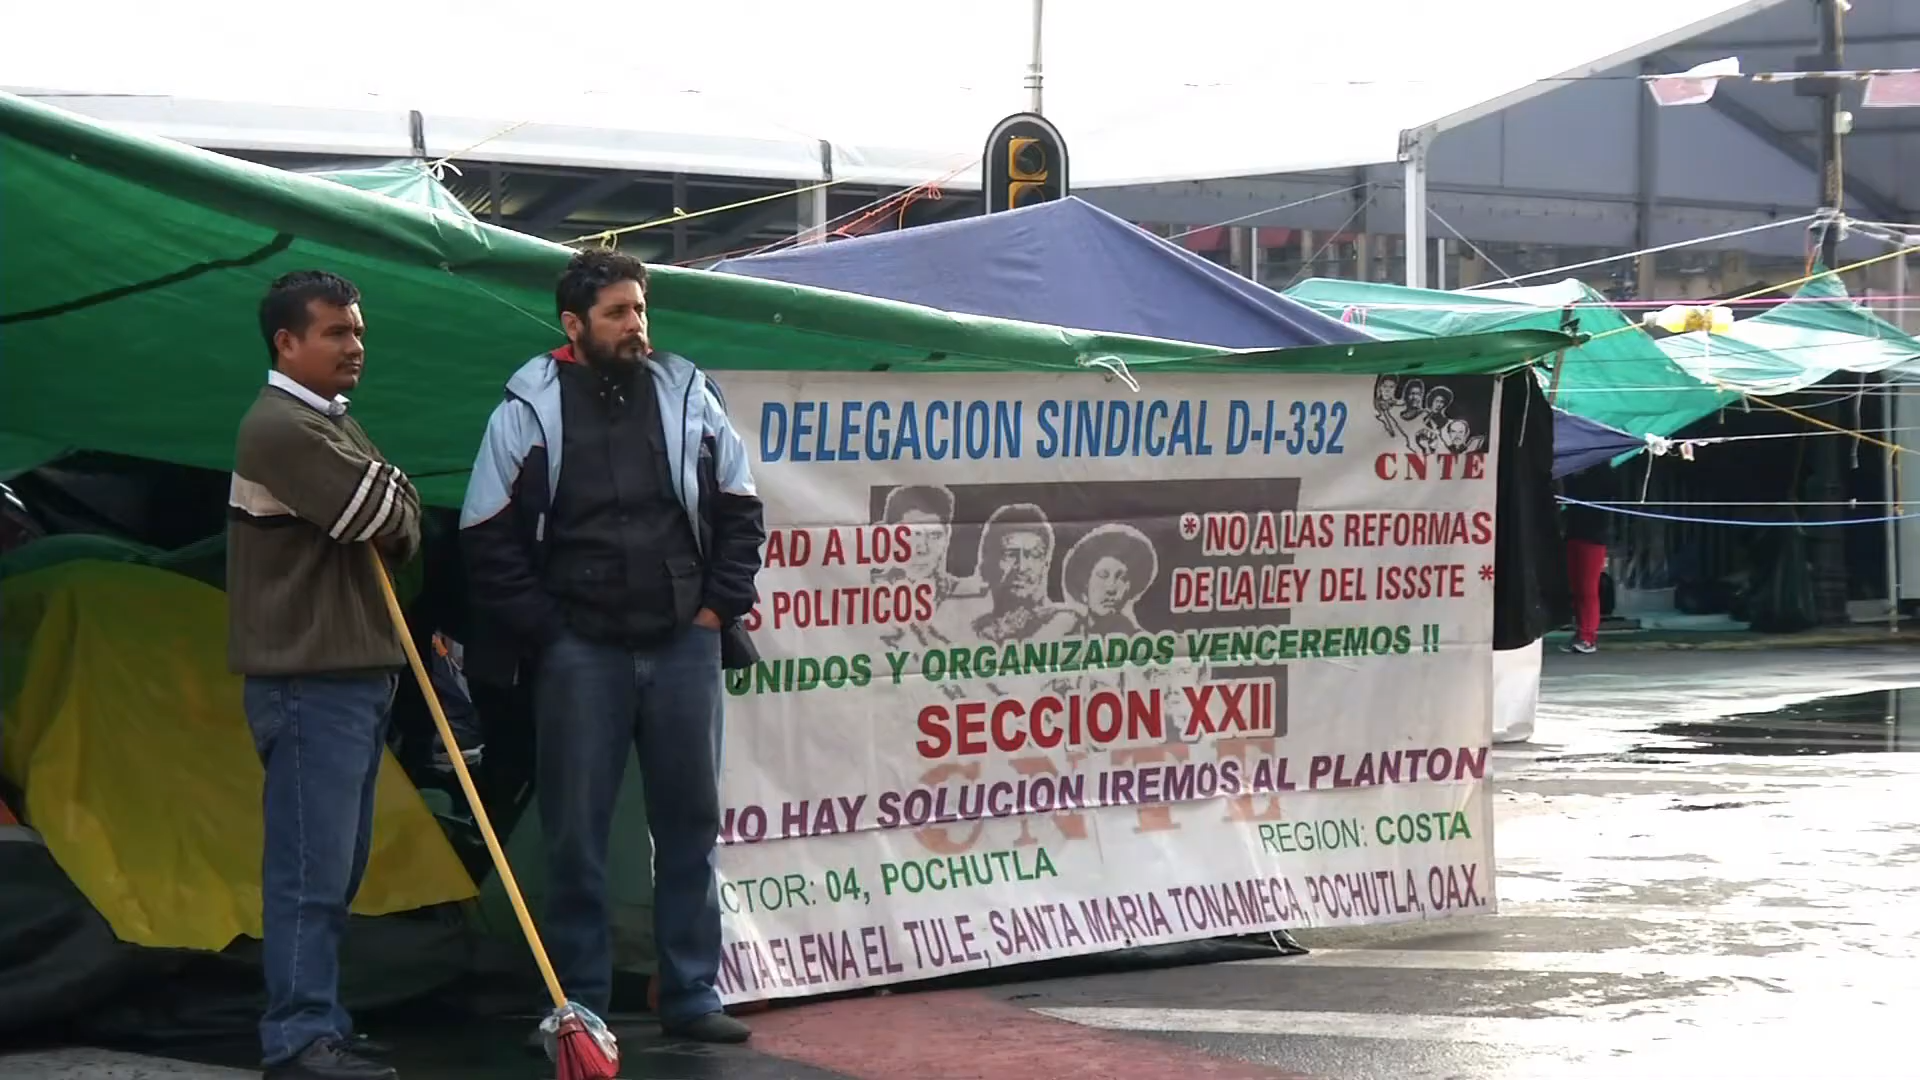 DELEGACION SINDICAL D-I-332
CNTE
AD A LOS
S POLITICOS
* NO A LAS REFORMAS
DE LA LEY DEL ISSSTE *
UNIDOS Y ORGANIZADOS VENCEREMOS !!
SECCION XXII
CNTE
NO HAY SOLUCION IREMOS AL PLANTON
CTOR: 04, POCHUTLA
REGION: COSTA
NTA ELENA EL TULE, SANTA MARIA TONAMECA, POCHUTLA, OAX.